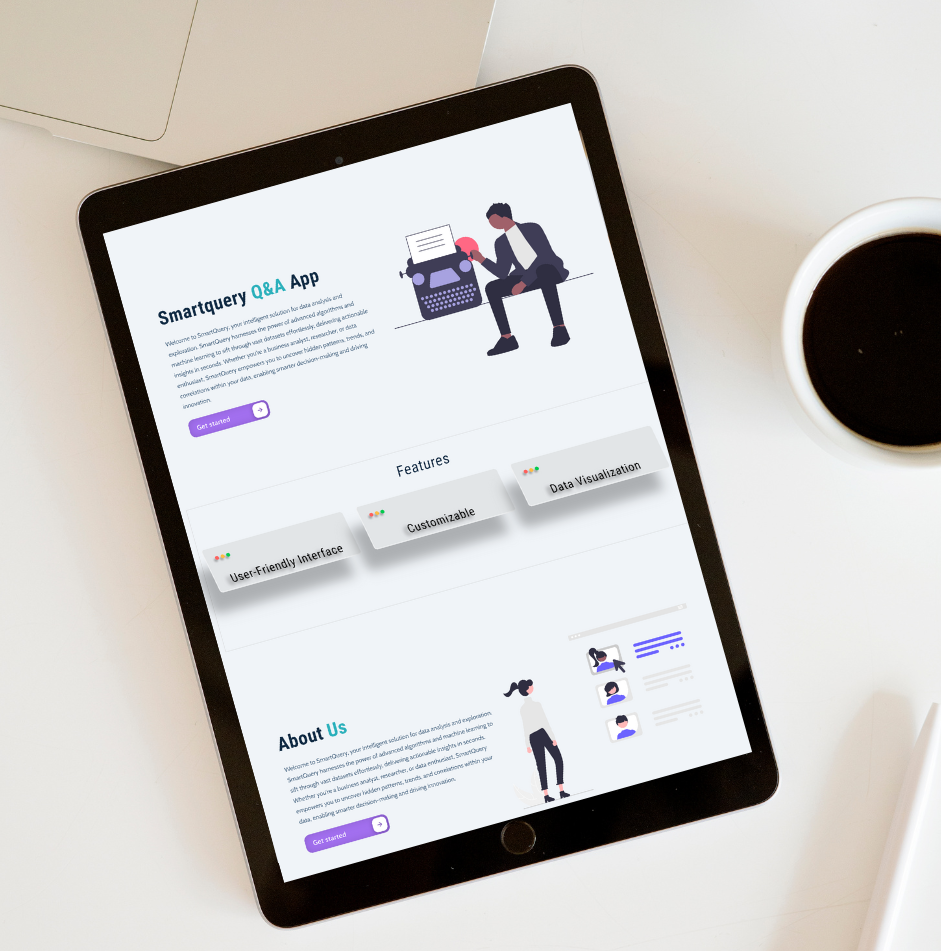 Smartquery Q&A App
Welcome to SmartQuery, your intelligent solution for data analysis and
exploration. SmartQuery harnesses the power of advanced algorithms and
machine learning to sift through vast datasets effortlessly, delivering actionable
insights in seconds. Whether you're a business analyst, researcher, or data
enthusiast, SmartQuery empowers you to uncover hidden patterns, trends, and
correlations within your data, enabling smarter decision-making and driving
innovation.
Get started
Features
User-Friendly Interface
Customizable
Data Visualization
About Us
Welcome to SmartQuery, your intelligent solution for data analysis and exploration.
SmartQuery harnesses the power of advanced algorithms and machine learning to
sift through vast datasets effortlessly, delivering actionable insights in seconds.
Whether you're a business analyst, researcher, or data enthusiast, SmartQuery
empowers you to uncover hidden patterns, trends, and correlations within your
data, enabling smarter decision-making and driving innovation.
Get started